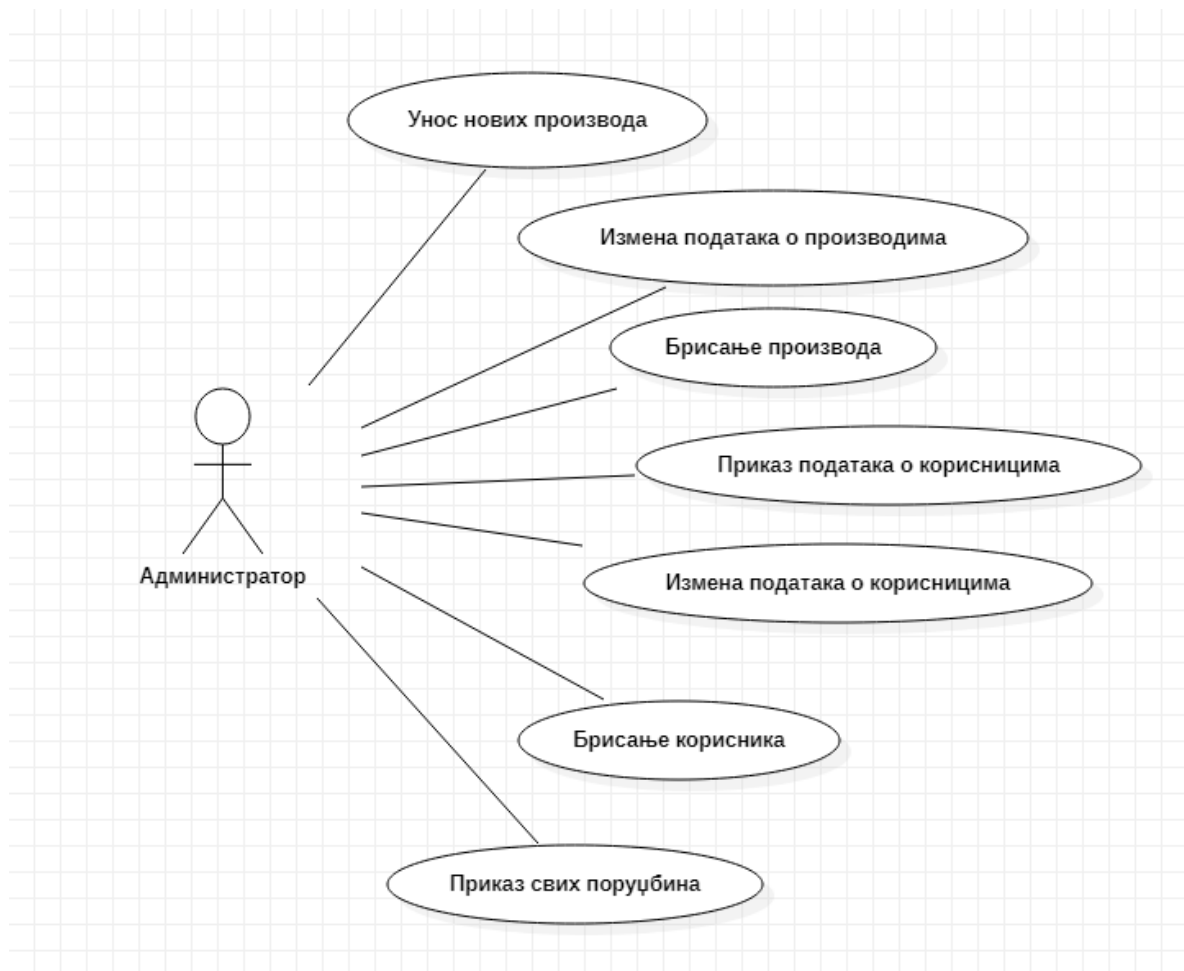 Унос нових производа
Измена података о производима
Брисање производа
Приказ података о корисницима
Администратор
Измена података о корисницима
Брисање корисника
Приказ свих поруџбина